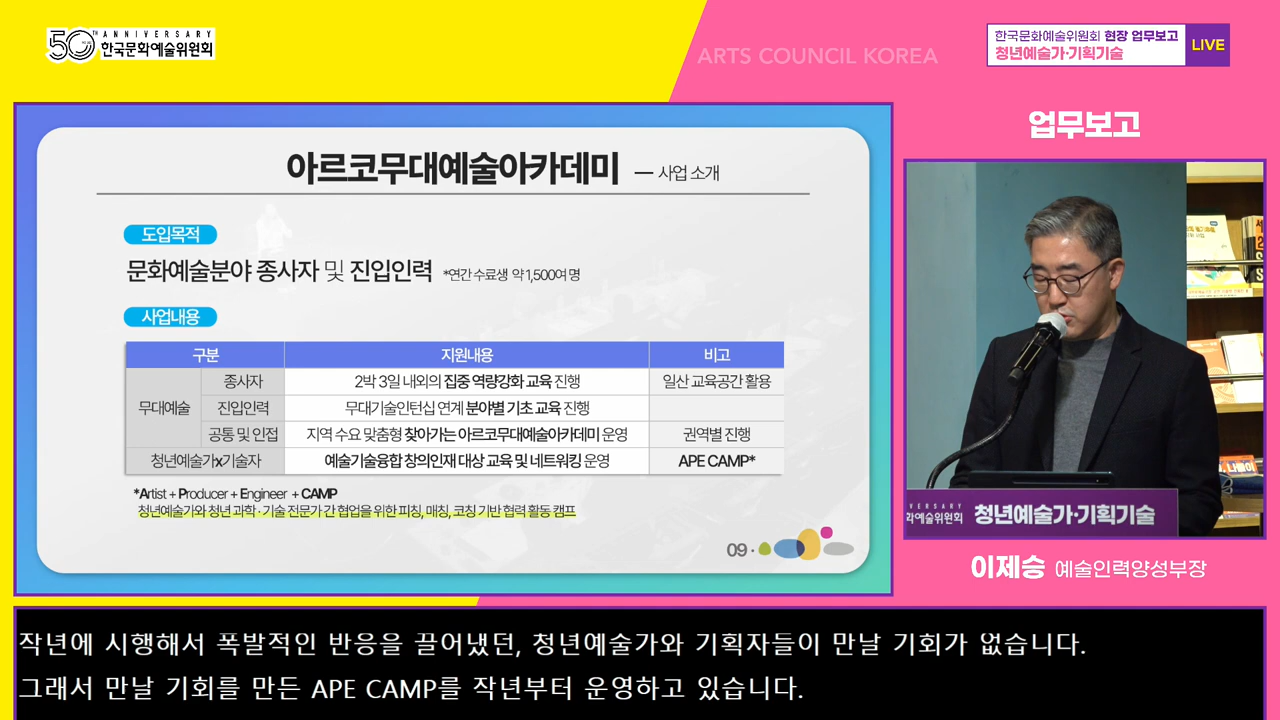 50TH ANNIVERSARY
한국문화예술위원회
ARTS COUNCIL KOREA
한국문화예술위원회 현장 업무보고
청년예술가·기획기술
LIVE
업무보고
아르코무대예술아카데미 — 사업 소개
도입목적
문화예술분야 종사자 및 진입인력 *연간 수료생 약 1,500여 명
사업내용
구분 지원내용 비고
무대예술 종사자 2박 3일 내외의 집중 역량강화 교육 진행 일산 교육공간 활용
진입인력 무대기술인턴십 연계 분야별 기초 교육 진행
공통 및 인접 지역 수요 맞춤형 찾아가는 아르코무대예술아카데미 운영 권역별 진행
청년예술가x기술자 예술기술융합 창의인재 대상 교육 및 네트워킹 운영 APE CAMP*
*Artist + Producer + Engineer + CAMP
청년예술가와 청년 과학·기술 전문가 간 협업을 위한 피칭, 매칭, 코칭 기반 협력 활동 캠프
09
VERSARY
화예술위원회
청년예술가·기획기술
이제승 예술인력양성부장
작년에 시행해서 폭발적인 반응을 끌어냈던, 청년예술가와 기획자들이 만날 기회가 없습니다.
그래서 만날 기회를 만든 APE CAMP를 작년부터 운영하고 있습니다.